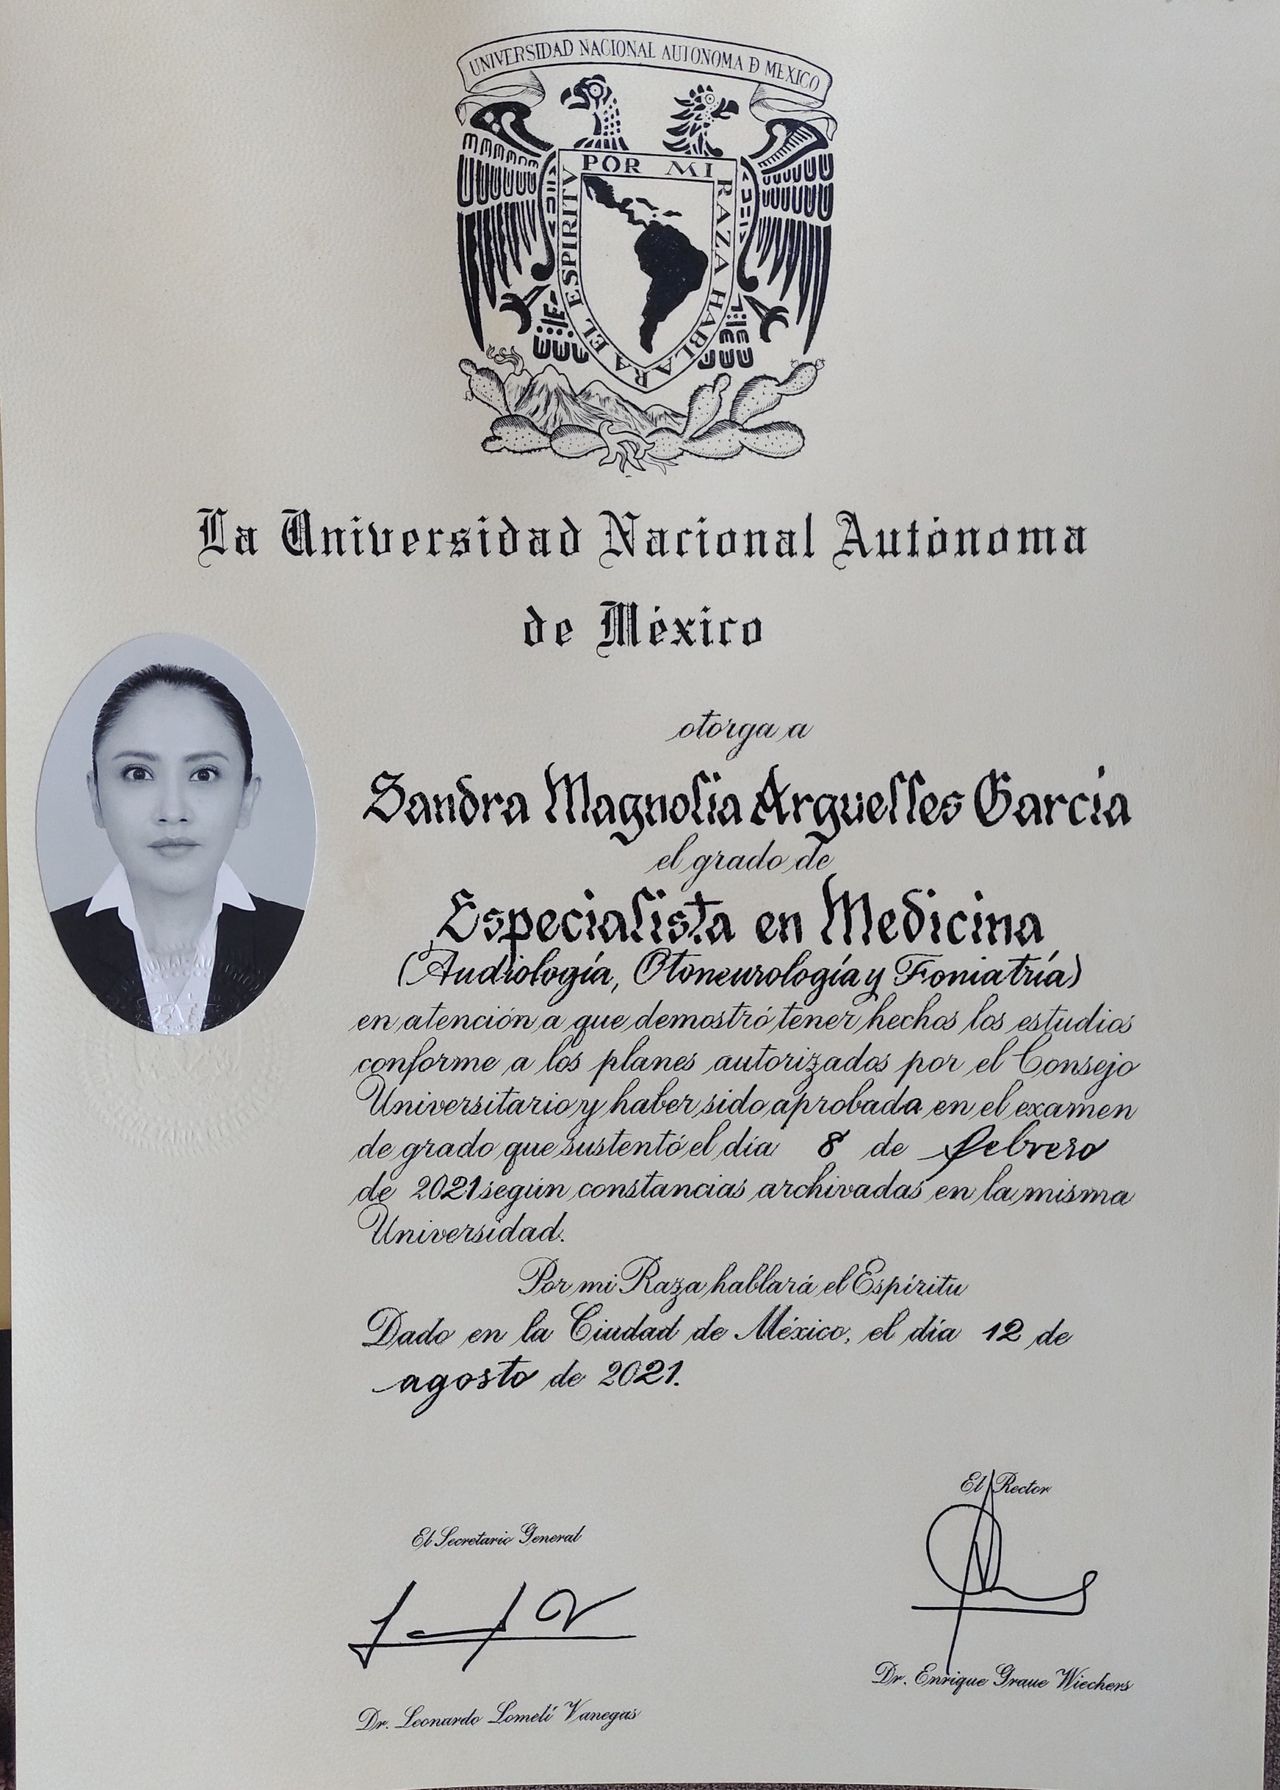 UNIVERSIDAD NACIONAL AUTONOMA D MEXICO
POR MI RAZA HABLARA EL ESPIRITV
La Universidad Nacional Autónoma
de México
otorga a
Sandra Magnolia Arguelles García
el grado de
Especialista en Medicina
(Audiología, Otoneurología y Foniatría)
en atención a que demostró tener hechos los estudios
conforme a los planes autorizados por el Consejo
Universitario y haber sido aprobada en el examen
de grado que sustentó el día 8 de febrero
de 2021 según constancias archivadas en la misma
Universidad.
Por mi Raza hablará el Espíritu
Dado en la Ciudad de México, el día 12 de
agosto de 2021.
El Rector
El Secretario General
Dr. Enrique Graue Wiechers
Dr. Leonardo Lomelí Vanegas